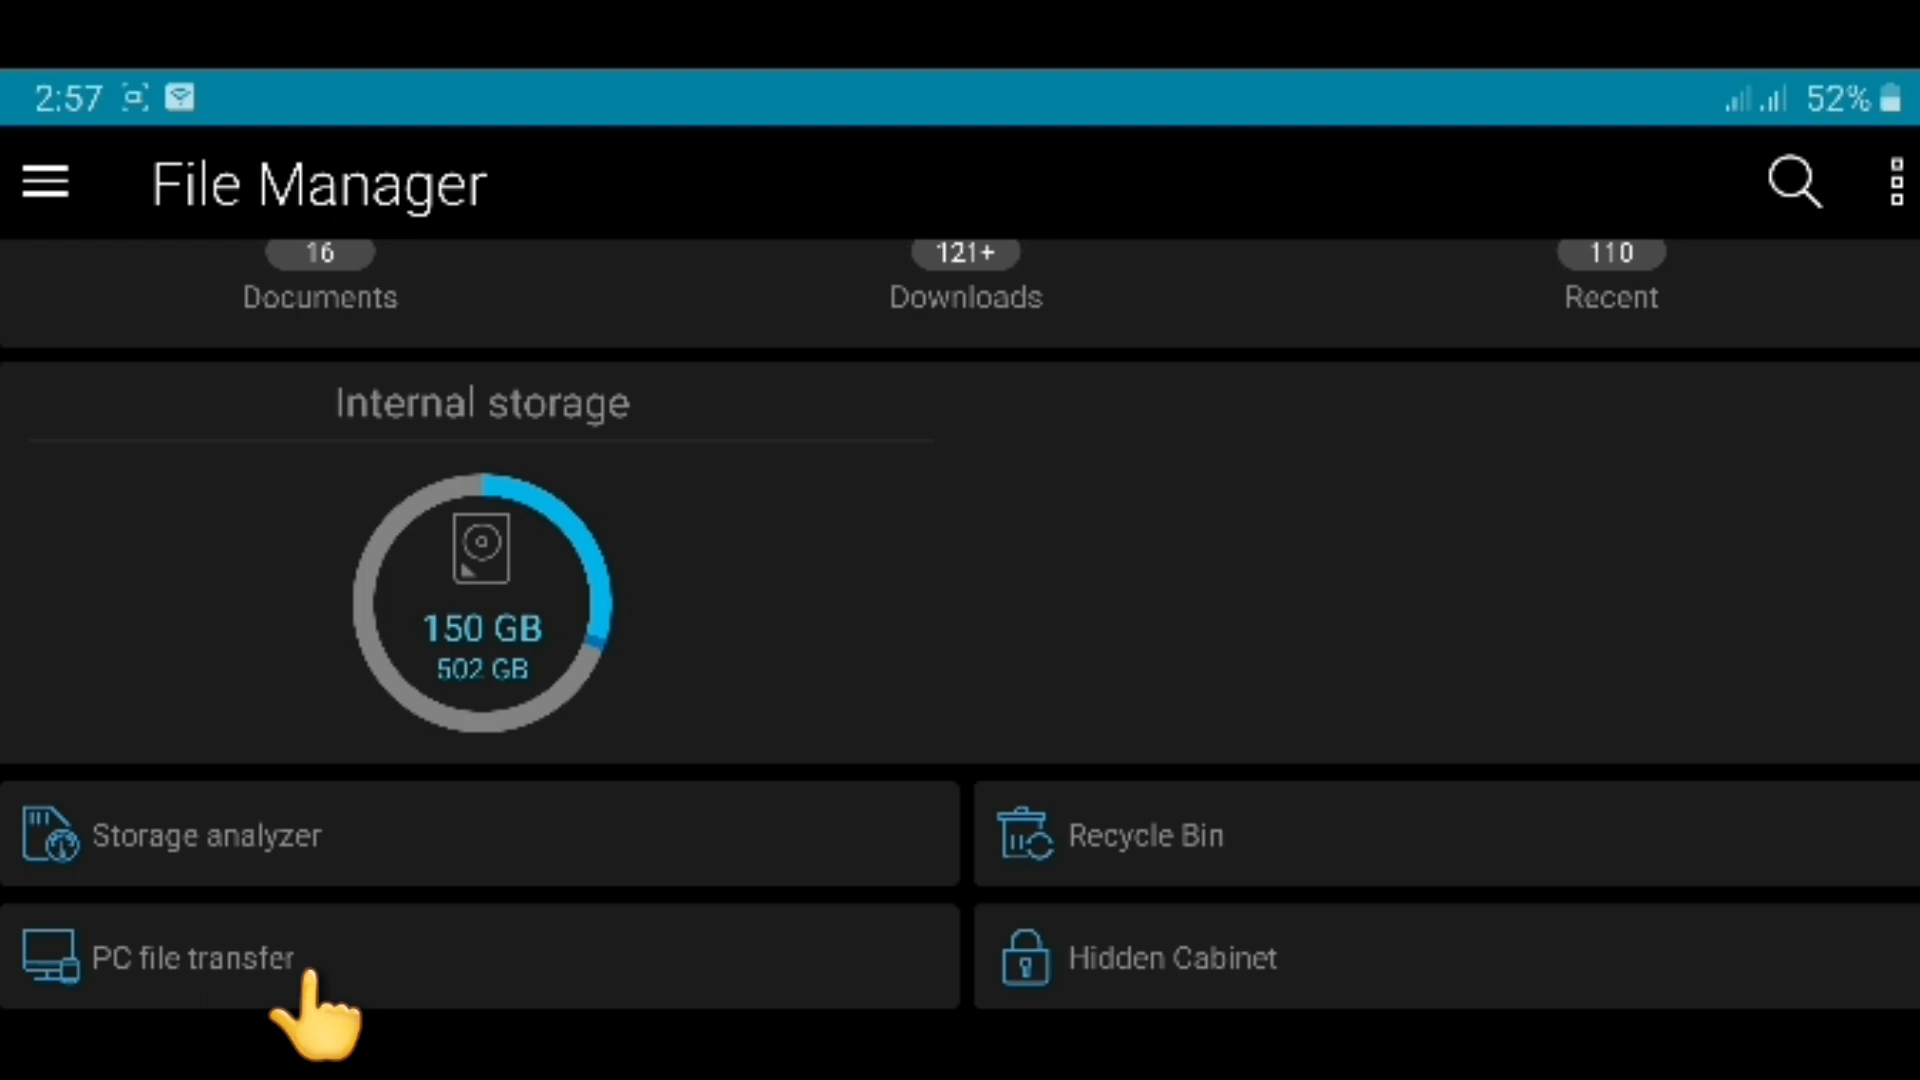 2:57
52%
File Manager
16
121+
110
Documents
Downloads
Recent
Internal storage
150 GB
502 GB
Storage analyzer
Recycle Bin
PC file transfer
Hidden Cabinet